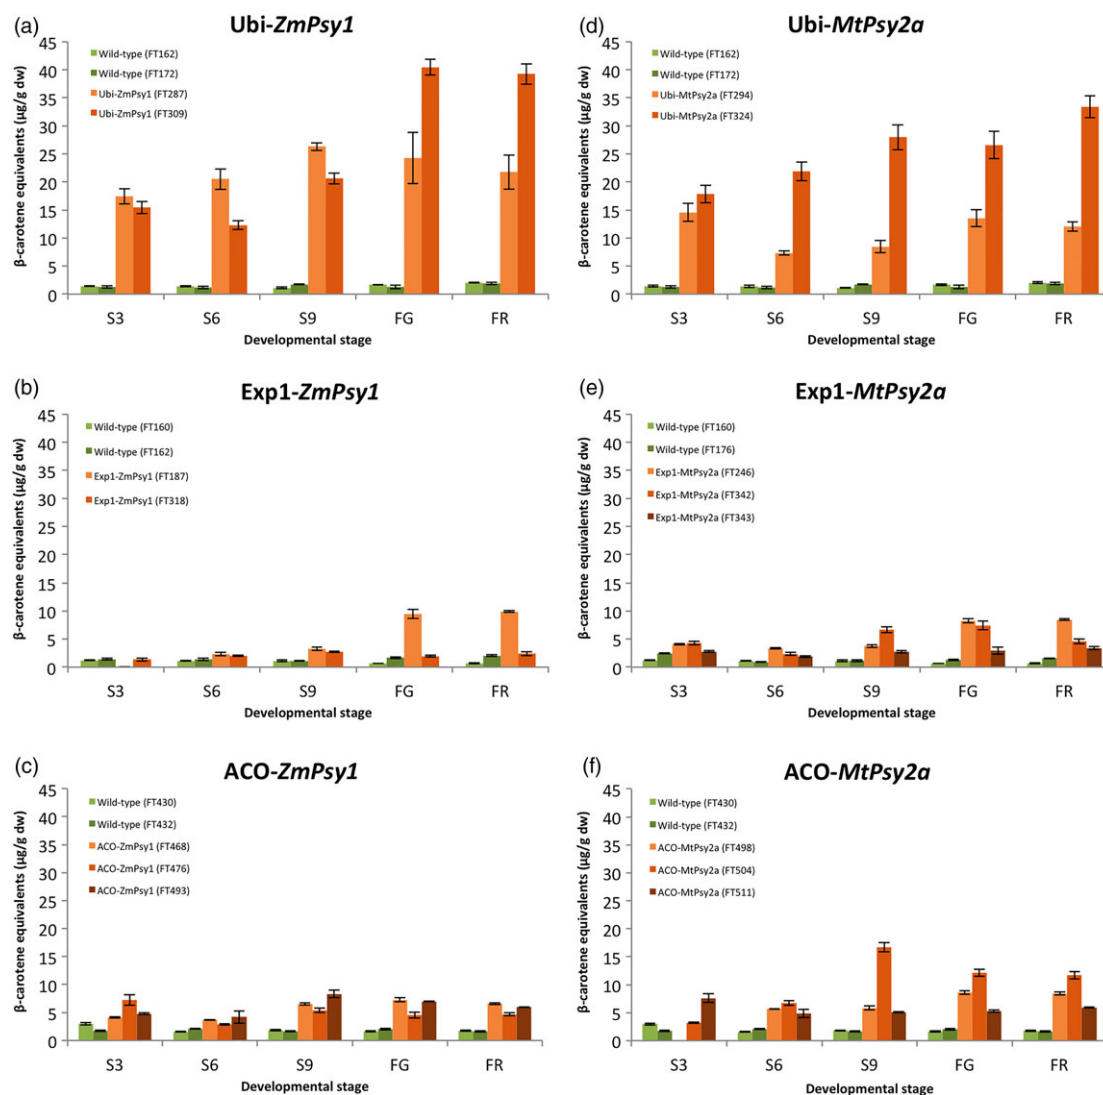 (a)
Ubi-ZmPsy1
β-carotene equivalents (µg/g dw)
45
40
35
30
25
20
15
10
5
0
Wild-type (FT162)
Wild-type (FT172)
Ubi-ZmPsy1 (FT287)
Ubi-ZmPsy1 (FT309)
S3 S6 S9 FG FR
Developmental stage
(d)
Ubi-MtPsy2a
β-carotene equivalents (µg/g dw)
45
40
35
30
25
20
15
10
5
0
Wild-type (FT162)
Wild-type (FT172)
Ubi-MtPsy2a (FT294)
Ubi-MtPsy2a (FT324)
S3 S6 S9 FG FR
Developmental stage
(b)
Exp1-ZmPsy1
β-carotene equivalents (µg/g dw)
45
40
35
30
25
20
15
10
5
0
Wild-type (FT160)
Wild-type (FT162)
Exp1-ZmPsy1 (FT187)
Exp1-ZmPsy1 (FT318)
S3 S6 S9 FG FR
Developmental stage
(e)
Exp1-MtPsy2a
β-carotene equivalents (µg/g dw)
45
40
35
30
25
20
15
10
5
0
Wild-type (FT160)
Wild-type (FT176)
Exp1-MtPsy2a (FT246)
Exp1-MtPsy2a (FT342)
Exp1-MtPsy2a (FT343)
S3 S6 S9 FG FR
Developmental stage
(c)
ACO-ZmPsy1
β-carotene equivalents (µg/g dw)
45
40
35
30
25
20
15
10
5
0
Wild-type (FT430)
Wild-type (FT432)
ACO-ZmPsy1 (FT468)
ACO-ZmPsy1 (FT476)
ACO-ZmPsy1 (FT493)
S3 S6 S9 FG FR
Developmental stage
(f)
ACO-MtPsy2a
β-carotene equivalents (µg/g dw)
45
40
35
30
25
20
15
10
5
0
Wild-type (FT430)
Wild-type (FT432)
ACO-MtPsy2a (FT498)
ACO-MtPsy2a (FT504)
ACO-MtPsy2a (FT511)
S3 S6 S9 FG FR
Developmental stage